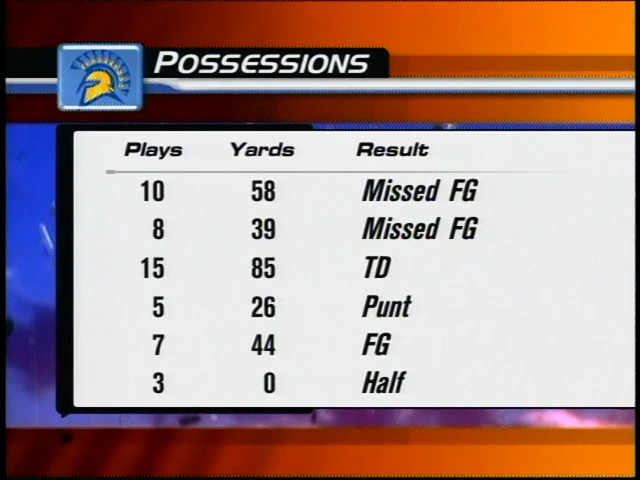 POSSESSIONS
Plays Yards Result
10 58 Missed FG
8 39 Missed FG
15 85 TD
5 26 Punt
7 44 FG
3 0 Half